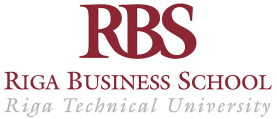 RBS
RIGA BUSINESS SCHOOL
Riga Technical University